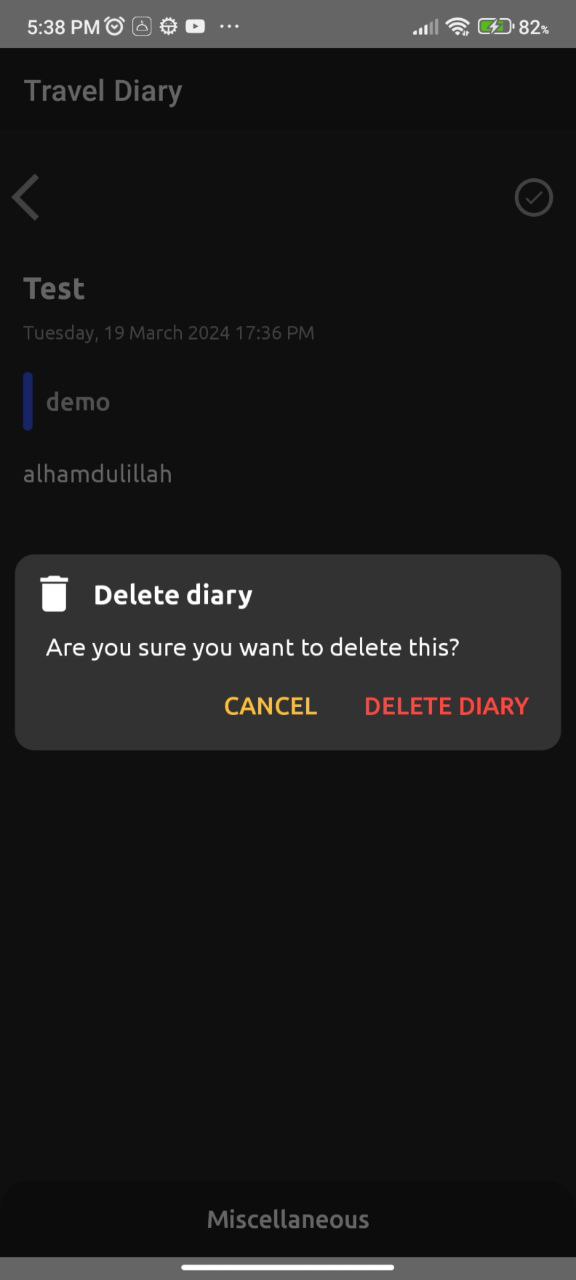 5:38 PM
82%
Travel Diary
Test
Tuesday, 19 March 2024 17:36 PM
demo
alhamdulillah
Delete diary
Are you sure you want to delete this?
CANCEL DELETE DIARY
Miscellaneous